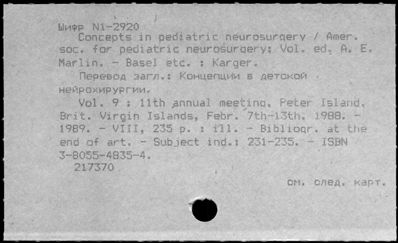 Шифр N1-2920
Concepts in pediatric neurosurgery / Amer.
soc. for pediatric neurosurgery; Vol. ed. A. E.
Marlin. - Basel etc. : Karger.
Перевод загл.: Концепции в детской
нейрохирургии.
Vol. 9 : 11th annual meeting, Peter Island,
Brit. Virgin Islands, Febr. 7th-13th, 1988. -
1989. - VIII, 235 p. : ill. - Bibliogr. at the
end of art. - Subject ind.: 231-235. - ISBN
3-8055-4835-4.
217370
см. след. карт.